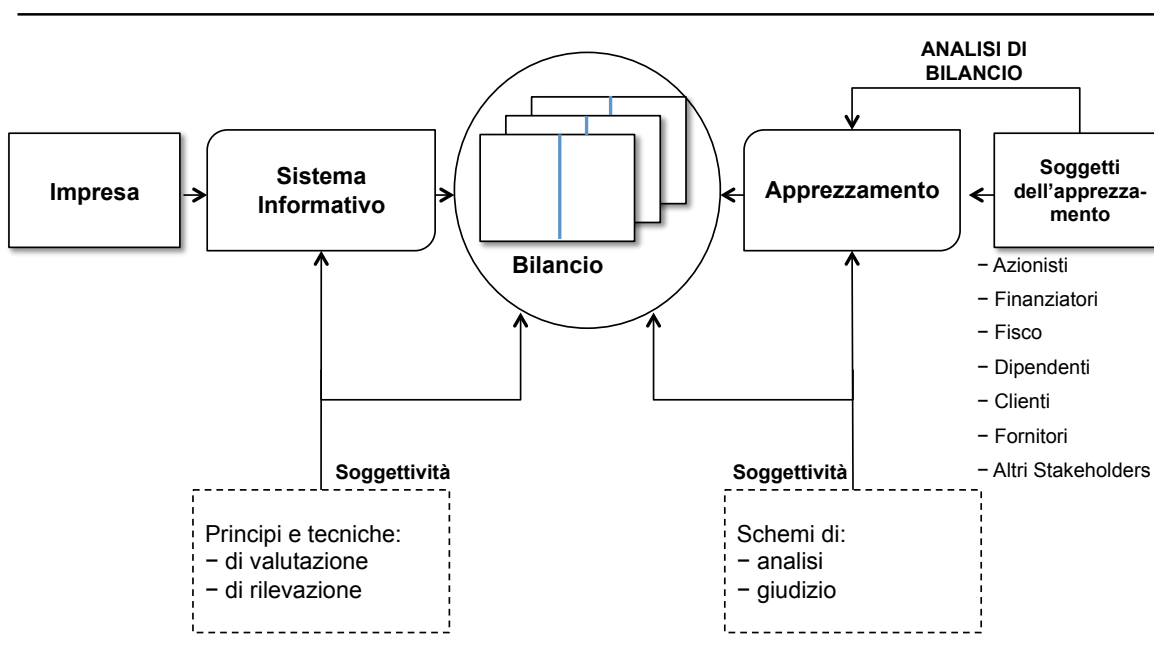 ANALISI DI
BILANCIO
Impresa
Sistema
Informativo
Bilancio
Apprezzamento
Soggetti
dell'apprezza-
mento
− Azionisti
− Finanziatori
− Fisco
− Dipendenti
− Clienti
− Fornitori
− Altri Stakeholders
Soggettività
Principi e tecniche:
− di valutazione
− di rilevazione
Soggettività
Schemi di:
− analisi
− giudizio